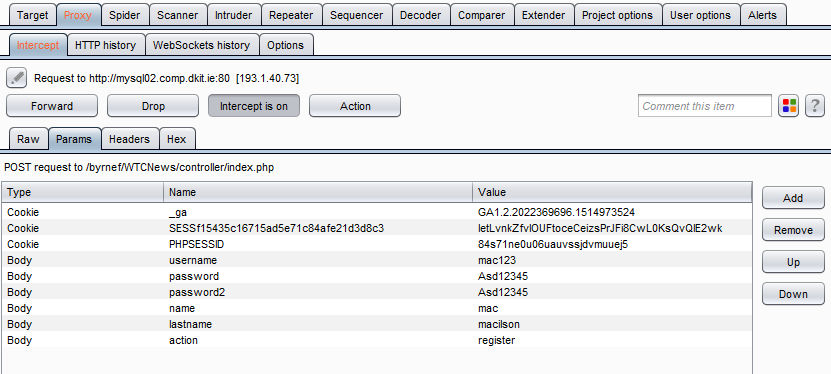 Target Proxy Spider Scanner Intruder Repeater Sequencer Decoder Comparer Extender Project options User options Alerts
Intercept HTTP history WebSockets history Options
Request to http://mysql02.comp.dkit.ie:80 [193.1.40.73]
Forward Drop Intercept is on Action Comment this item ?
Raw Params Headers Hex
POST request to /byrnef/WTCNews/controller/index.php
Type Name Value
Cookie _ga GA1.2.2022369696.1514973524
Cookie SESSf15435c16715ad5e71c84afe21d3d8c3 letLvnkZfvlOUFtoceCeizsPrJFi8CwL0KsQvQlE2wk
Cookie PHPSESSID 84s71ne0u06uauvssjdvmuuej5
Body username mac123
Body password Asd12345
Body password2 Asd12345
Body name mac
Body lastname macilson
Body action register
Add
Remove
Up
Down